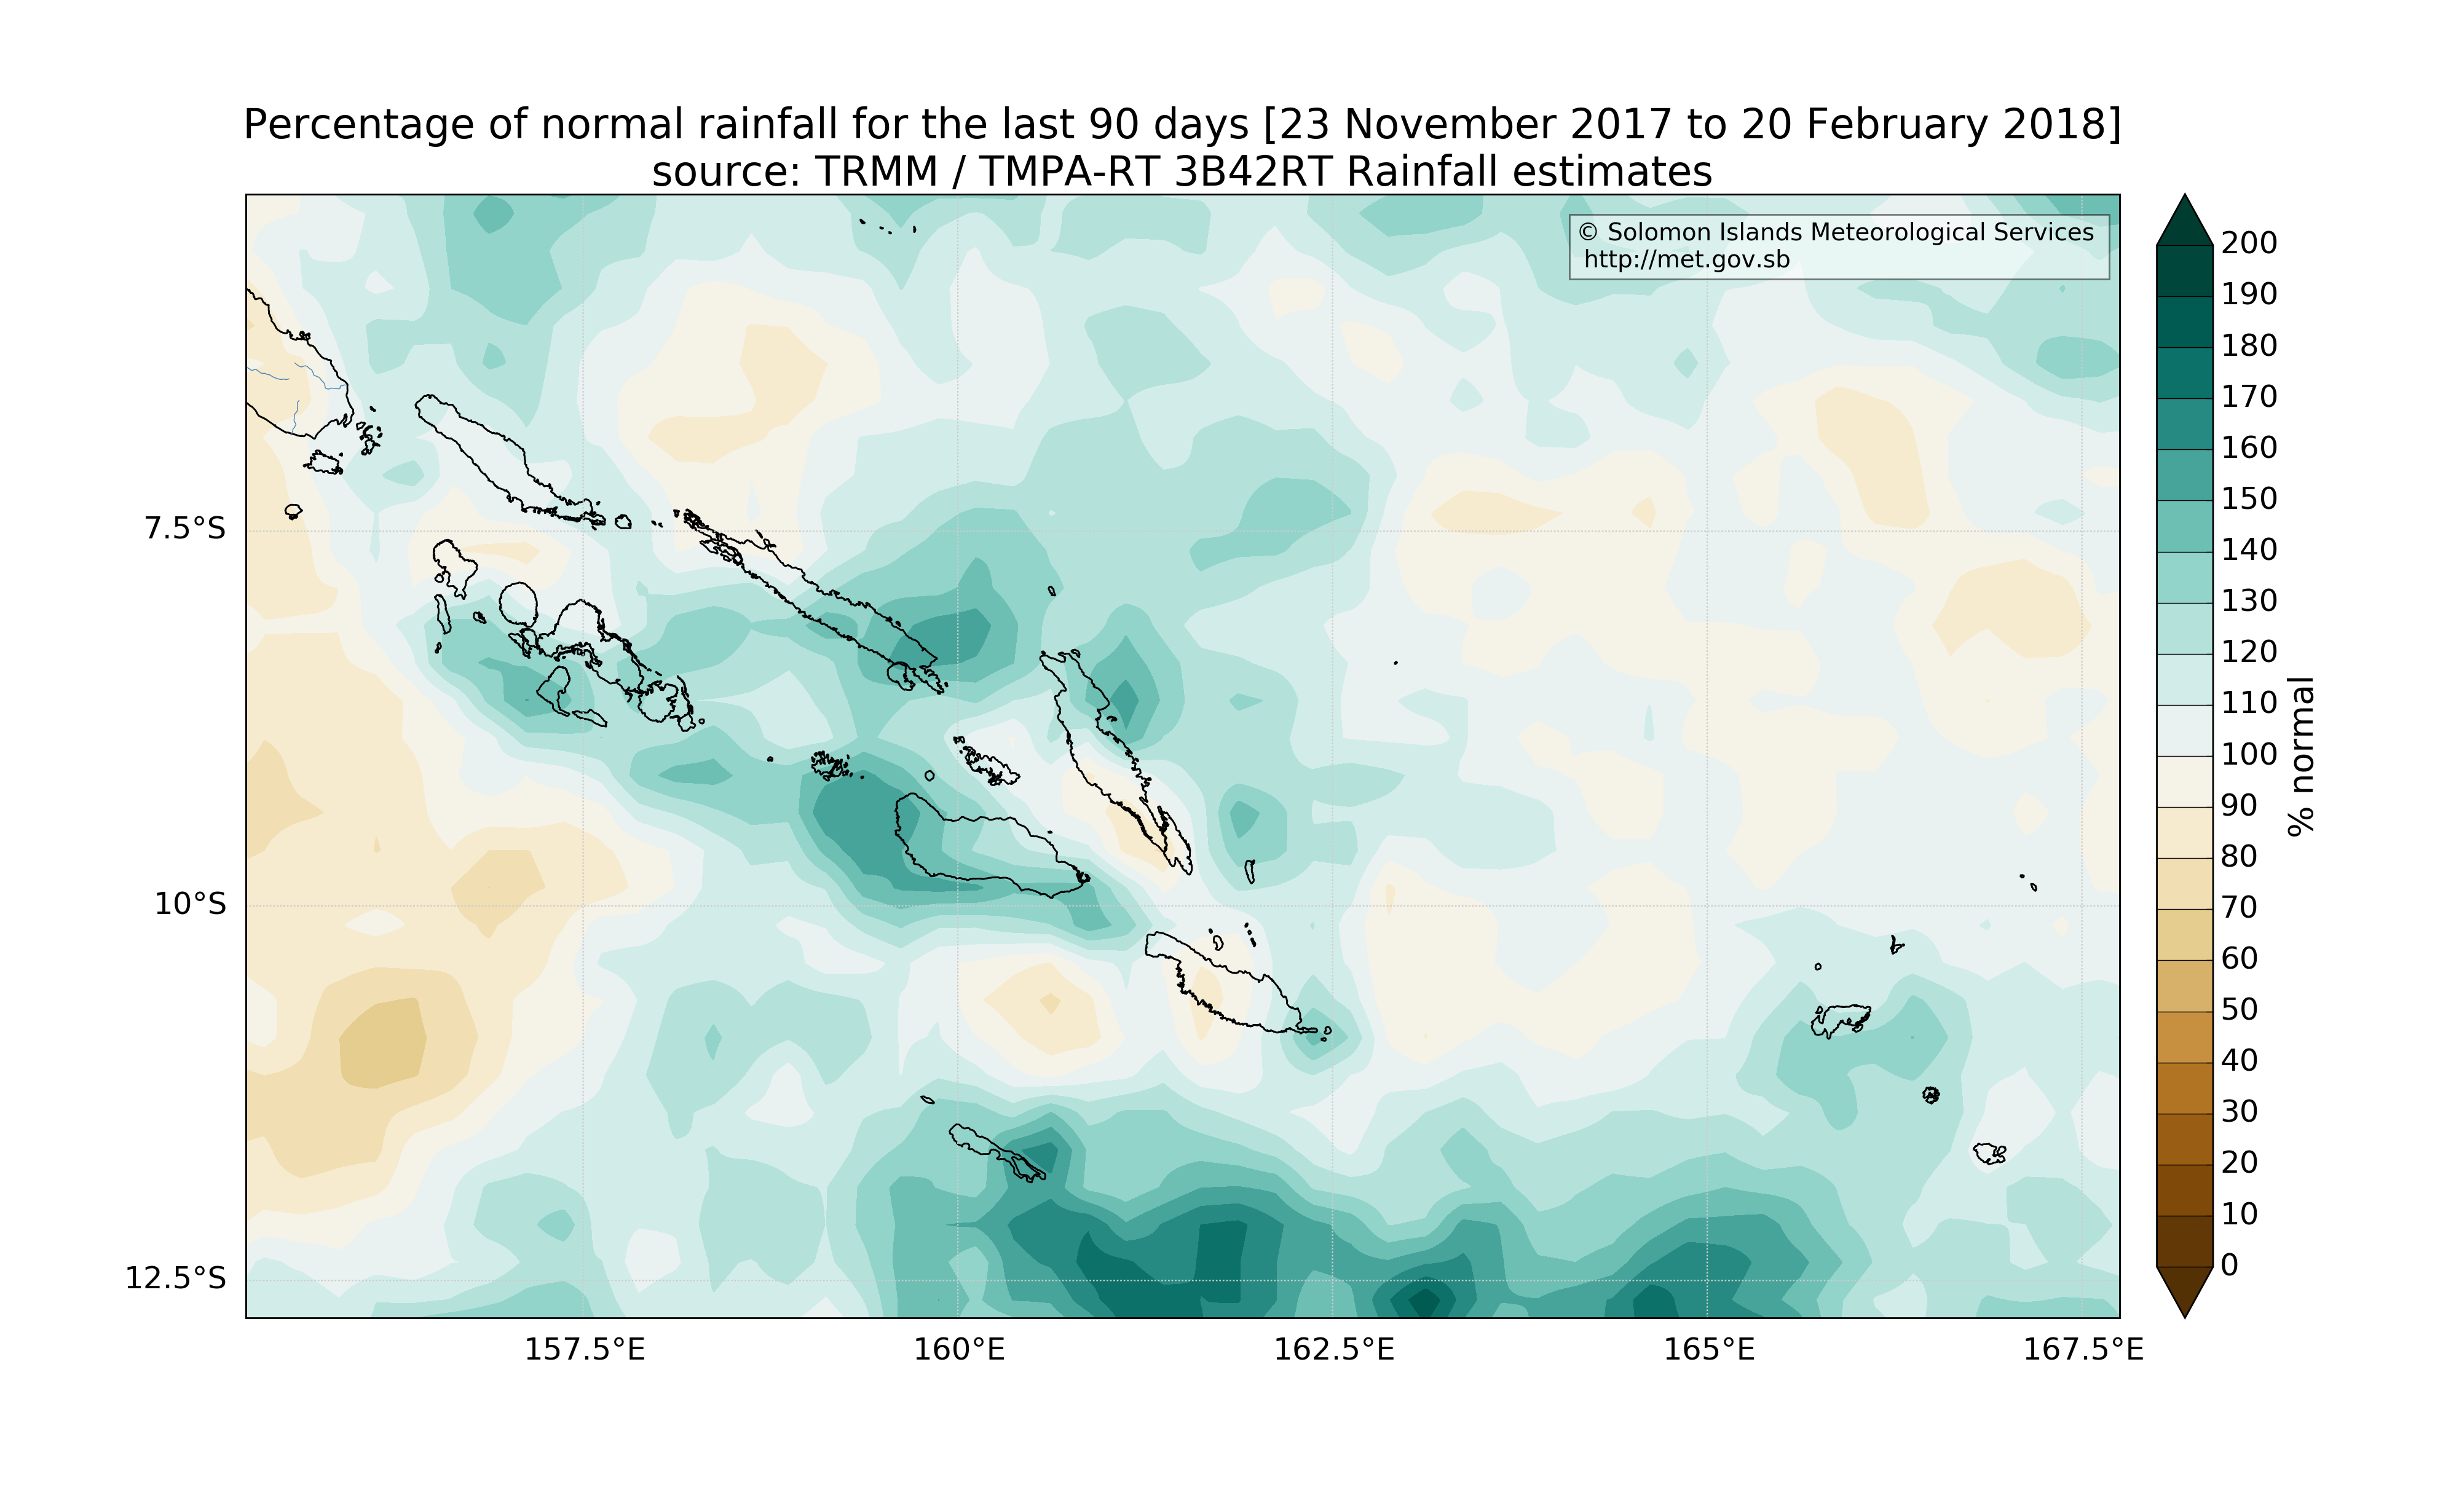 Percentage of normal rainfall for the last 90 days [23 November 2017 to 20 February 2018]
source: TRMM / TMPA-RT 3B42RT Rainfall estimates
© Solomon Islands Meteorological Services
http://met.gov.sb
7.5°S
10°S
12.5°S
157.5°E
160°E
162.5°E
165°E
167.5°E
200
190
180
170
160
150
140
130
120
110
100
90
80
70
60
50
40
30
20
10
0
% normal